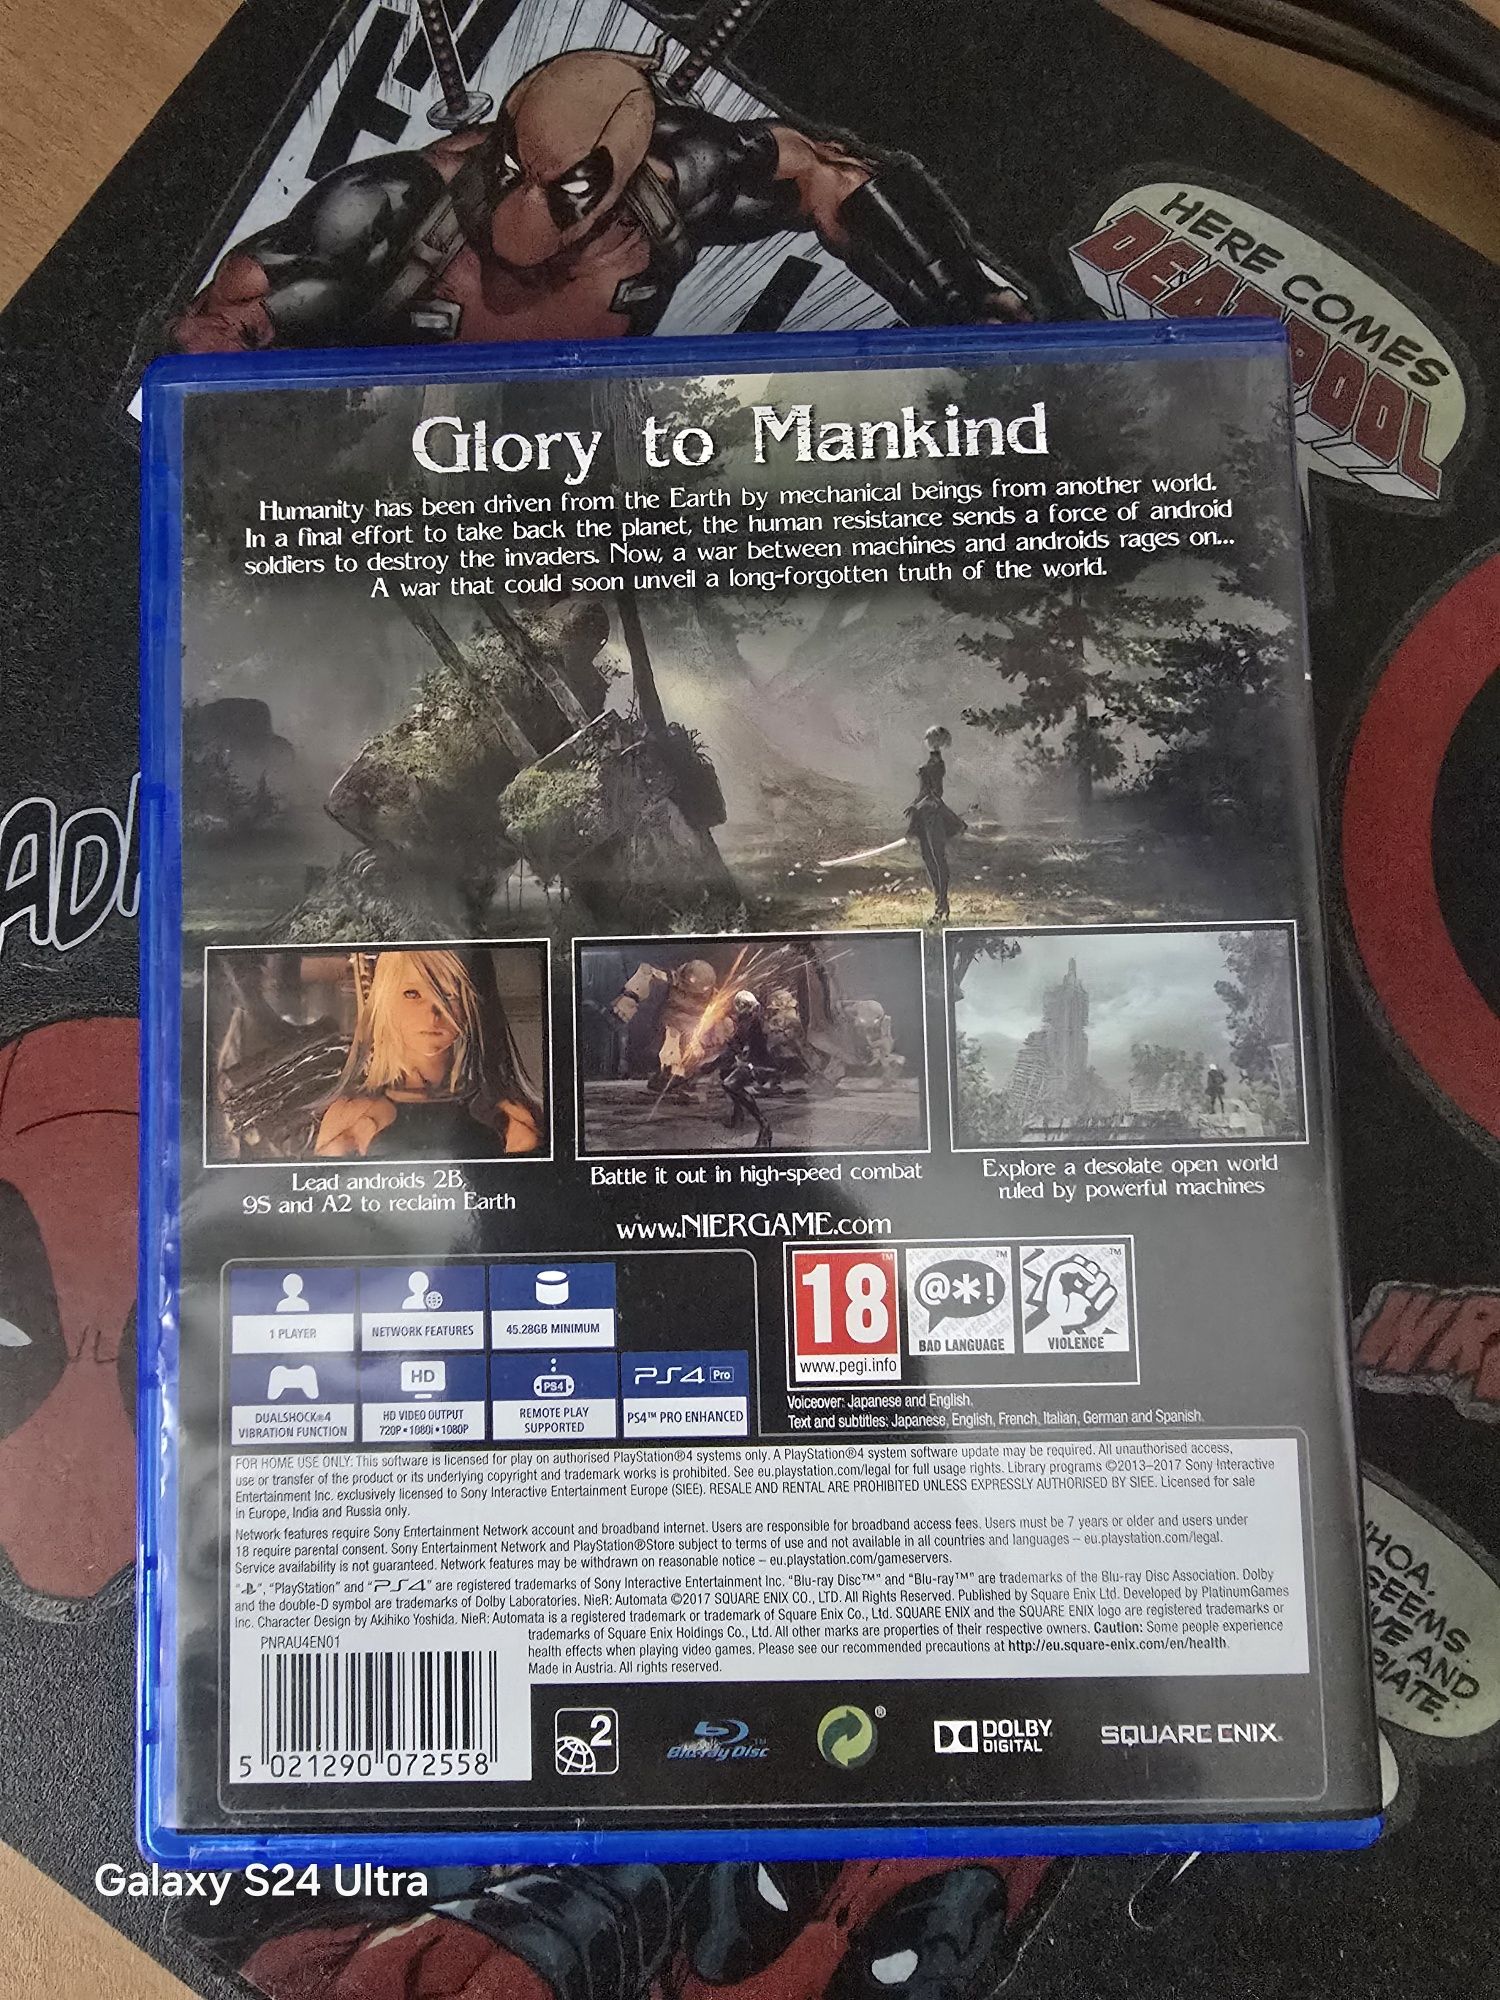 HERE COMES
DEADPOOL
Glory to Mankind
Humanity has been driven from the Earth by mechanical beings from another world.
In a final effort to take back the planet, the human resistance sends a force of android
soldiers to destroy the invaders. Now, a war between machines and androids rages on...
A war that could soon unveil a long-forgotten truth of the world.
Lead androids 2B,
9S and A2 to reclaim Earth
Battle it out in high-speed combat
Explore a desolate open world
ruled by powerful machines
www.NIERGAME.com
1 PLAYER
NETWORK FEATURES
45.28GB MINIMUM
DUALSHOCK®4
VIBRATION FUNCTION
HD
HD VIDEO OUTPUT
720P • 1080i • 1080P
PS4
REMOTE PLAY
SUPPORTED
PS4 Pro
PS4™ PRO ENHANCED
18
www.pegi.info
@*!
BAD LANGUAGE
VIOLENCE
Voiceover: Japanese and English.
Text and subtitles: Japanese, English, French, Italian, German and Spanish.
FOR HOME USE ONLY: This software is licensed for play on authorised PlayStation®4 systems only. A PlayStation®4 system software update may be required. All unauthorised access,
use or transfer of the product or its underlying copyright and trademark works is prohibited. See eu.playstation.com/legal for full usage rights. Library programs ©2013–2017 Sony Interactive
Entertainment Inc. exclusively licensed to Sony Interactive Entertainment Europe (SIEE). RESALE AND RENTAL ARE PROHIBITED UNLESS EXPRESSLY AUTHORISED BY SIEE. Licensed for sale
in Europe, India and Russia only.
Network features require Sony Entertainment Network account and broadband internet. Users are responsible for broadband access fees. Users must be 7 years or older and users under
18 require parental consent. Sony Entertainment Network and PlayStation®Store subject to terms of use and not available in all countries and languages – eu.playstation.com/legal.
Service availability is not guaranteed. Network features may be withdrawn on reasonable notice – eu.playstation.com/gameservers.
"PlayStation" and "PS4" are registered trademarks of Sony Interactive Entertainment Inc. "Blu-ray Disc™" and "Blu-ray™" are trademarks of the Blu-ray Disc Association. Dolby
and the double-D symbol are trademarks of Dolby Laboratories. NieR: Automata ©2017 SQUARE ENIX CO., LTD. All Rights Reserved. Published by Square Enix Ltd. Developed by PlatinumGames
Inc. Character Design by Akihiko Yoshida. NieR: Automata is a registered trademark or trademark of Square Enix Co., Ltd. SQUARE ENIX and the SQUARE ENIX logo are registered trademarks or
trademarks of Square Enix Holdings Co., Ltd. All other marks are properties of their respective owners. Caution: Some people experience
health effects when playing video games. Please see our recommended precautions at http://eu.square-enix.com/en/health.
Made in Austria. All rights reserved.
PNRAU4EN01
5 021290 072558
2
Blu-ray Disc™
®
DOLBY
DIGITAL
SQUARE ENIX.
Galaxy S24 Ultra